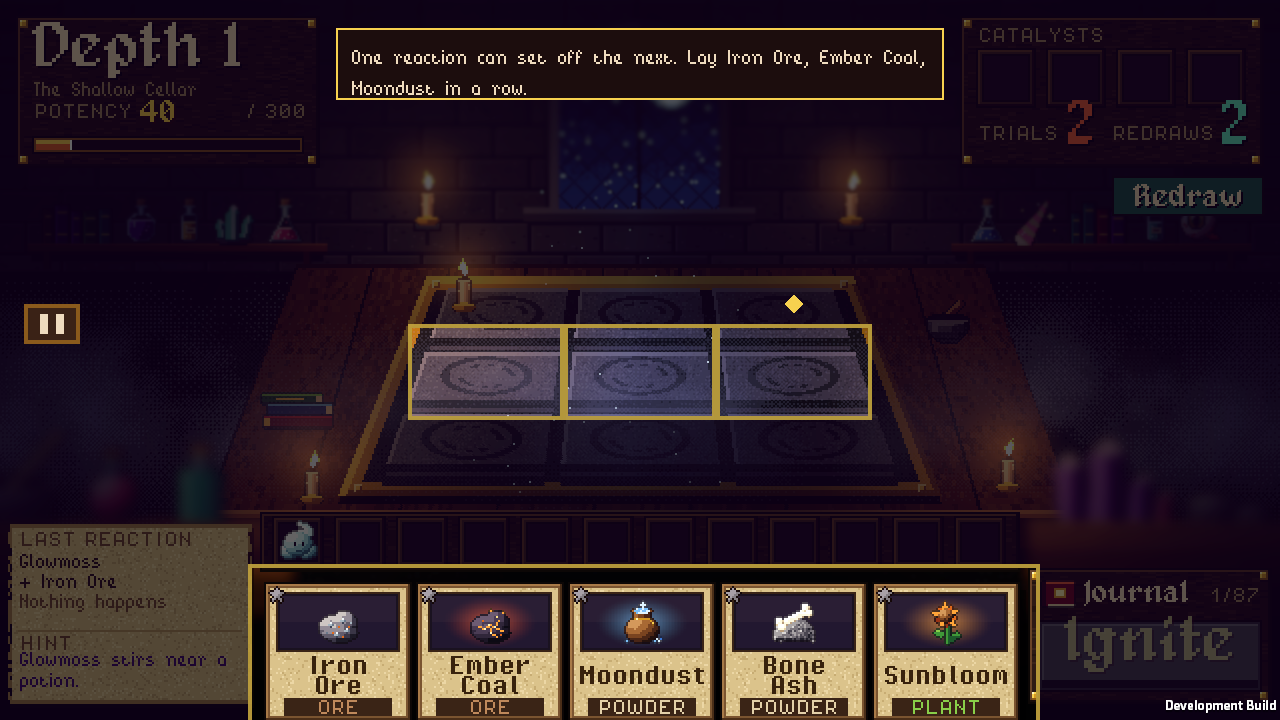 Depth 1
The Shallow Cellar
POTENCY 40 / 300
One reaction can set off the next. Lay Iron Ore, Ember Coal,
Moondust in a row.
CATALYSTS
TRIALS 2 REDRAWS 2
Redraw
LAST REACTION
Glowmoss
+ Iron Ore
Nothing happens
HINT
Glowmoss stirs near a
potion.
Iron
Ore
ORE
Ember
Coal
ORE
Moondust
POWDER
Bone
Ash
POWDER
Sunbloom
PLANT
Journal 1/87
Ignite
Development Build